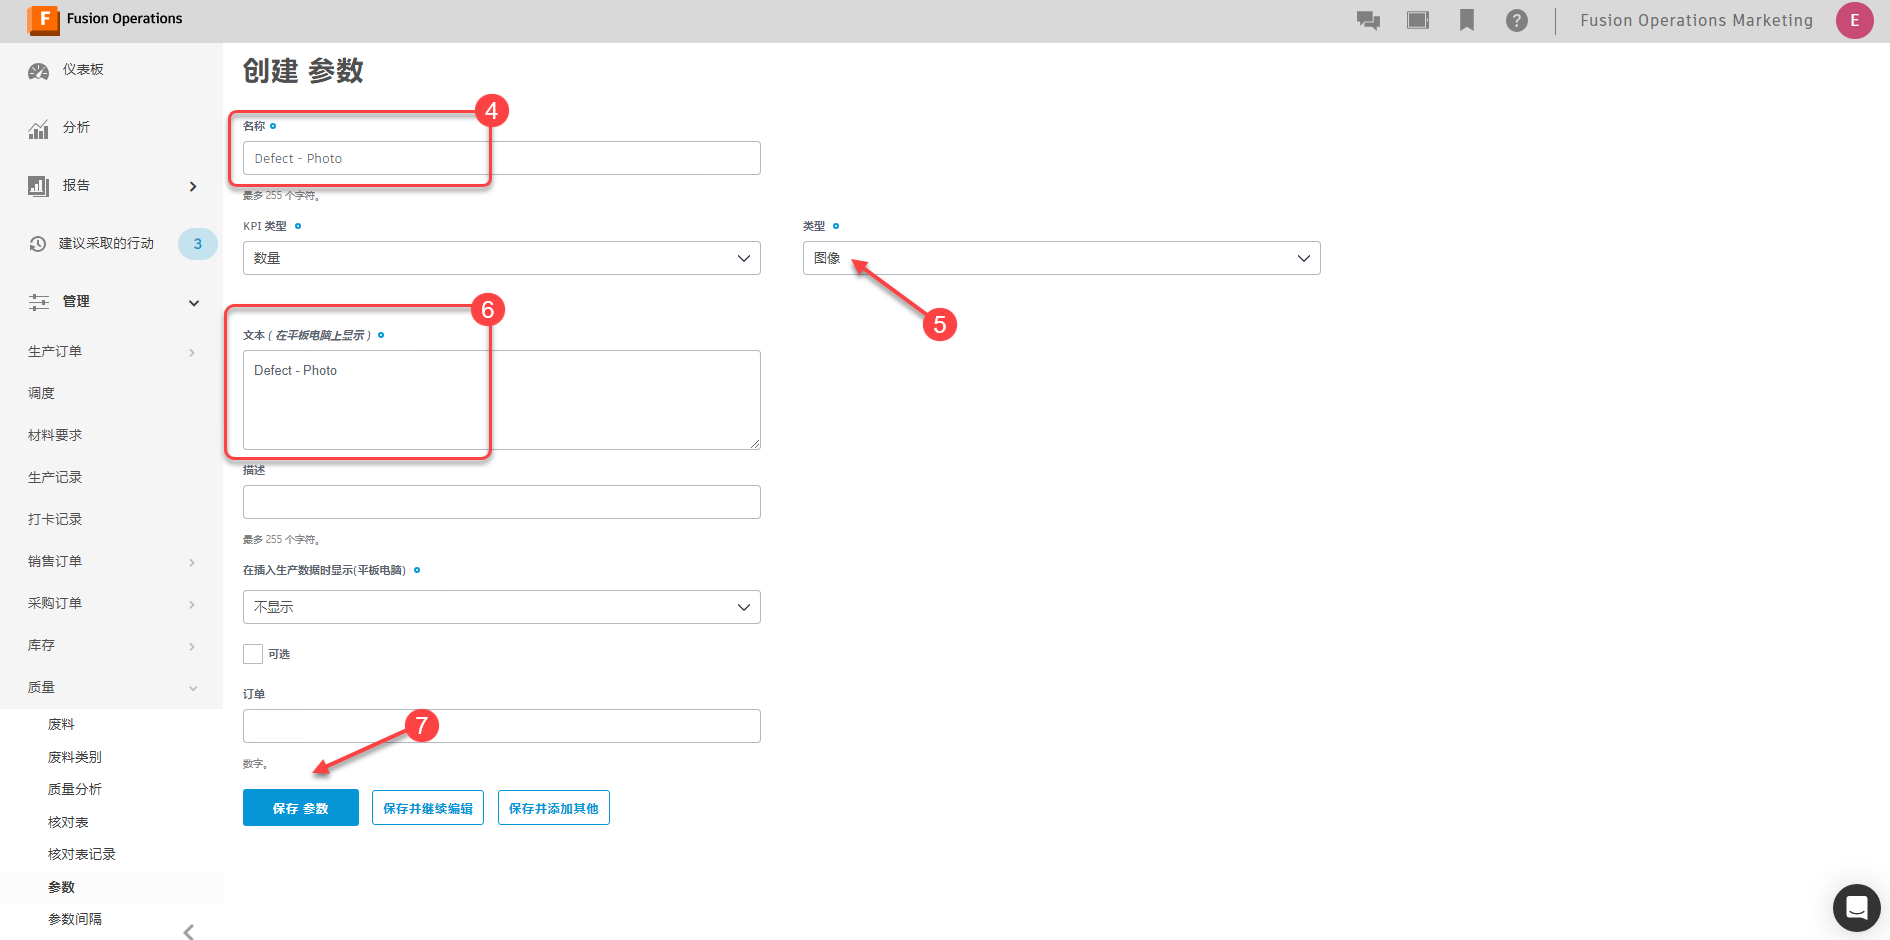 F Fusion Operations
? Fusion Operations Marketing E
仪表板
分析
报告
建议采取的行动 3
管理
生产订单
调度
材料要求
生产记录
打卡记录
销售订单
采购订单
库存
质量
废料
废料类别
质量分析
核对表
核对表记录
参数
参数间隔
创建 参数
4
名称
Defect - Photo
最多 255 个字符。
KPI 类型
数量
类型
图像
5
6
文本 ( 在平板电脑上显示 )
Defect - Photo
描述
最多 255 个字符。
在插入生产数据时显示(平板电脑)
不显示
可选
订单
7
数字。
保存 参数 保存并继续编辑 保存并添加其他